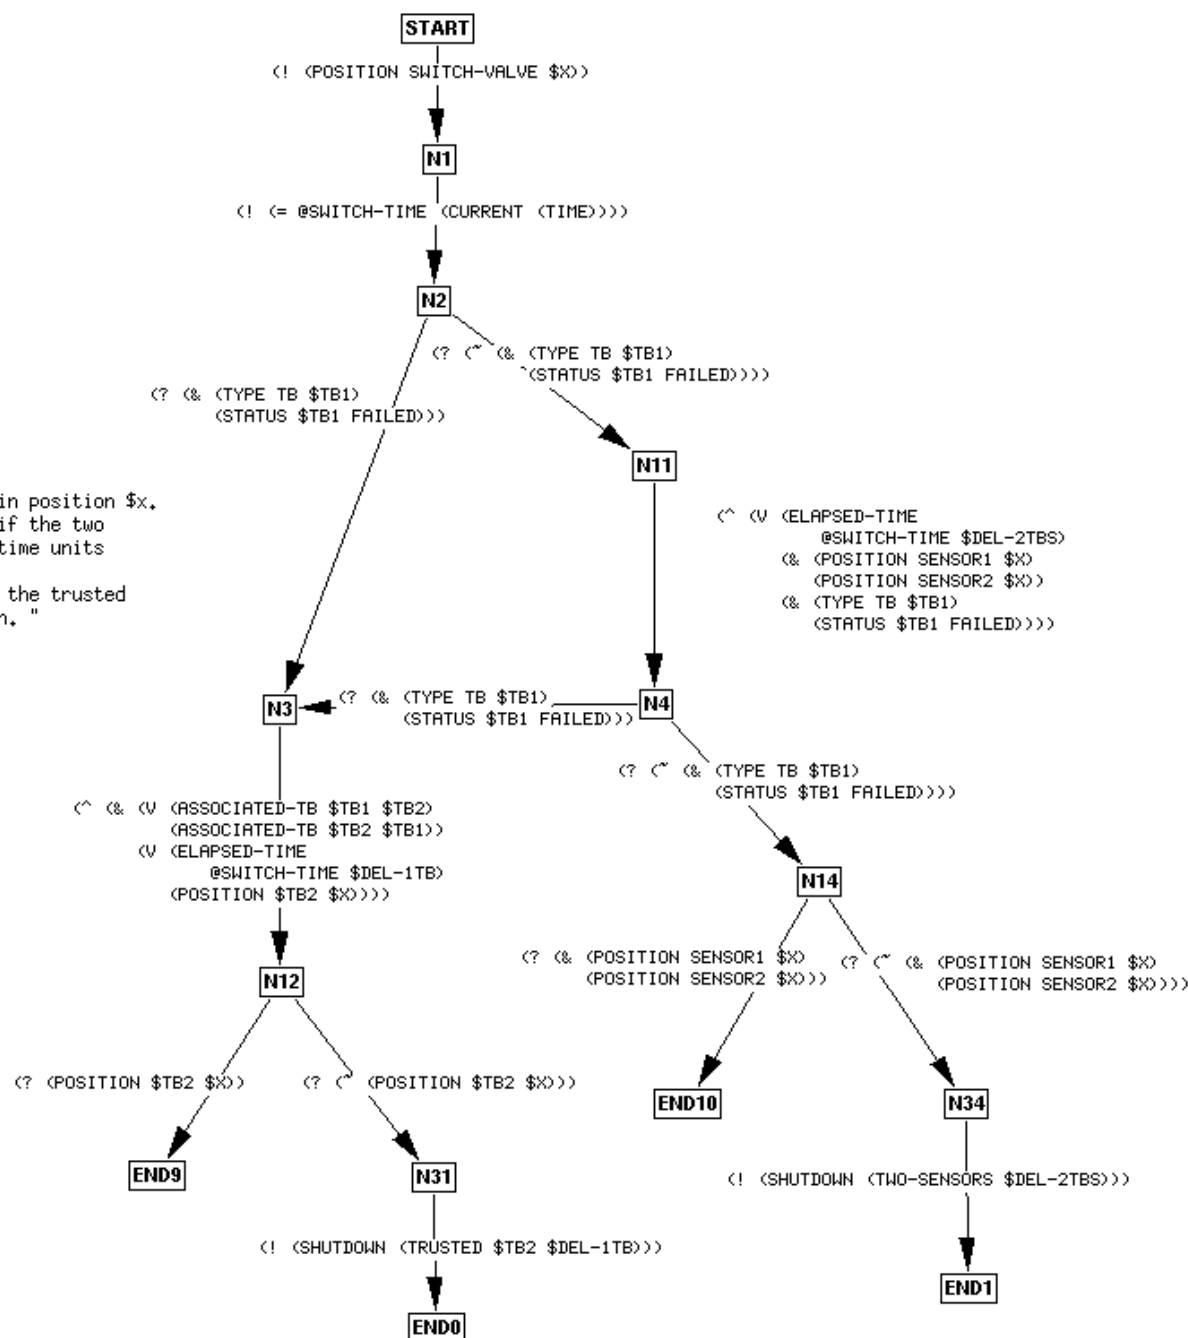 START
(! (POSITION SWITCH-VALVE $X))
N1
(! (= @SWITCH-TIME (CURRENT (TIME))))
N2
(? (~ (& (TYPE TB $TB1)
(STATUS $TB1 FAILED))))
(? (& (TYPE TB $TB1)
(STATUS $TB1 FAILED)))
N11
in position $x.
if the two
time units
the trusted
n. "
(^ (V (ELAPSED-TIME
@SWITCH-TIME $DEL-2TBS)
(& (POSITION SENSOR1 $X)
(POSITION SENSOR2 $X))
(& (TYPE TB $TB1)
(STATUS $TB1 FAILED))))
N3
(? (& (TYPE TB $TB1)
(STATUS $TB1 FAILED)))
N4
(? (~ (& (TYPE TB $TB1)
(STATUS $TB1 FAILED))))
(^ (& (V (ASSOCIATED-TB $TB1 $TB2)
(ASSOCIATED-TB $TB2 $TB1))
(V (ELAPSED-TIME
@SWITCH-TIME $DEL-1TB)
(POSITION $TB2 $X))))
N14
(? (& (POSITION SENSOR1 $X)
(POSITION SENSOR2 $X)))
(? (~ (& (POSITION SENSOR1 $X)
(POSITION SENSOR2 $X))))
N12
(? (POSITION $TB2 $X))
(? (~ (POSITION $TB2 $X)))
END10
N34
END9
N31
(! (SHUTDOWN (TWO-SENSORS $DEL-2TBS)))
(! (SHUTDOWN (TRUSTED $TB2 $DEL-1TB)))
END1
END0